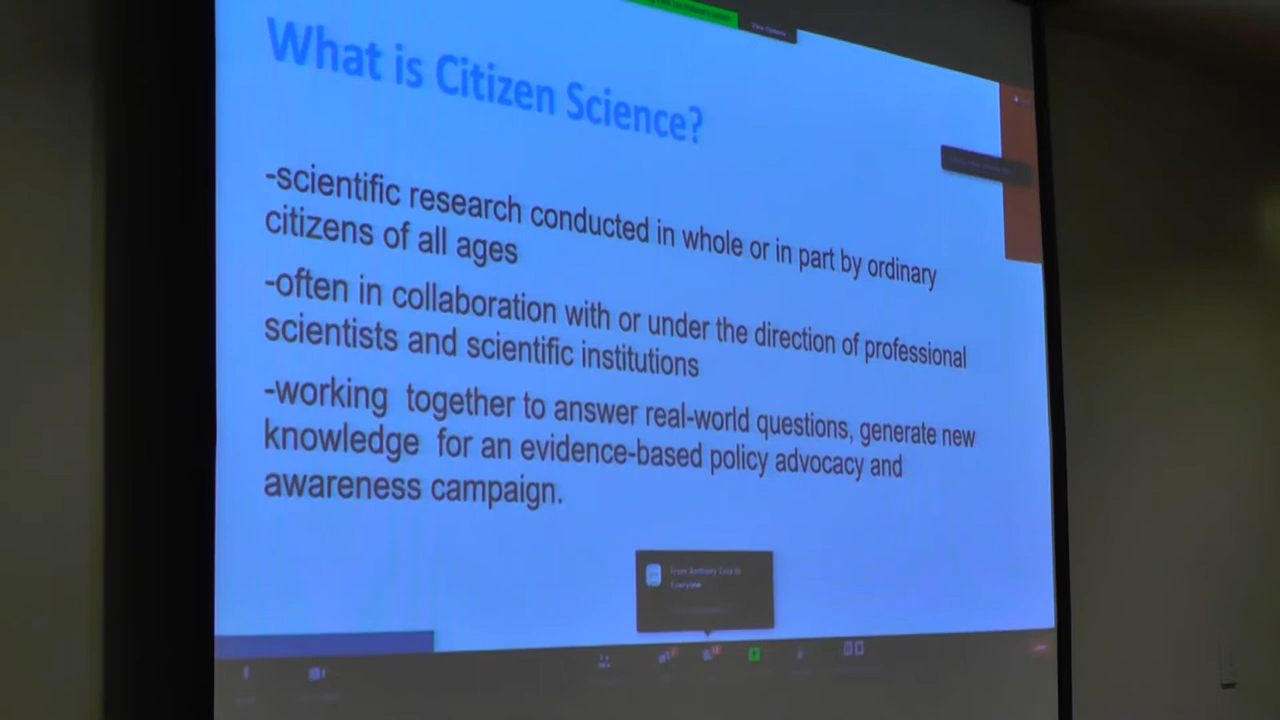 What is Citizen Science?
-scientific research conducted in whole or in part by ordinary
citizens of all ages
-often in collaboration with or under the direction of professional
scientists and scientific institutions
-working together to answer real-world questions, generate new
knowledge for an evidence-based policy advocacy and
awareness campaign.
Everyone